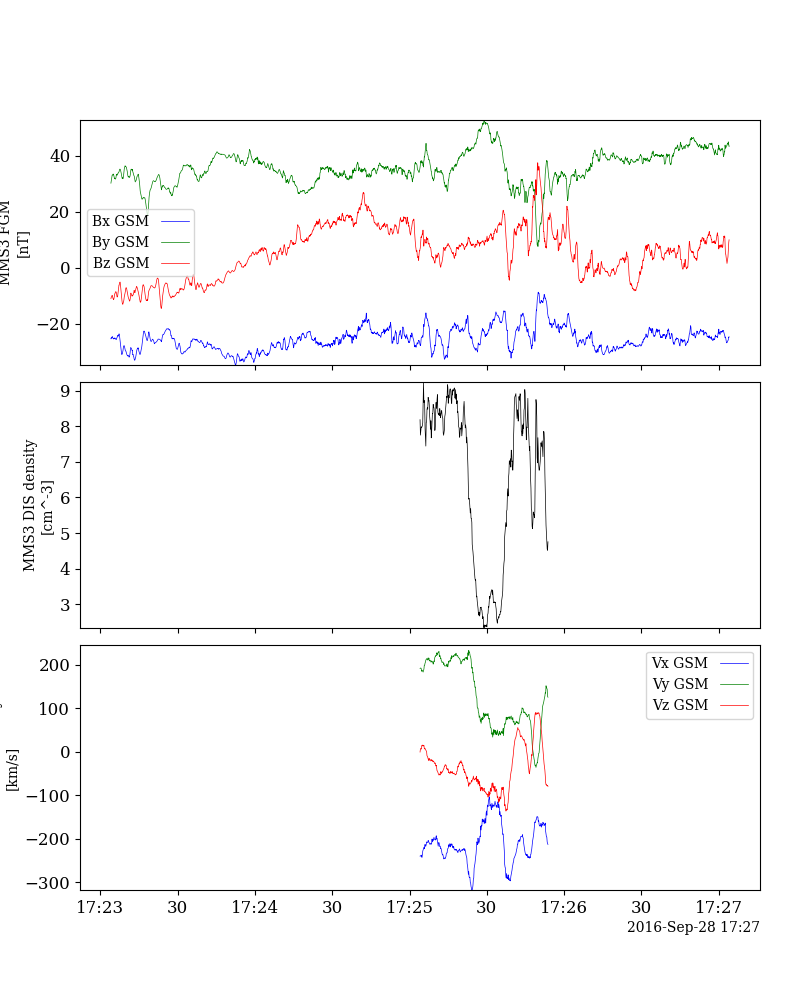 40
20
0
−20
MMS3 FGM
[nT]
Bx GSM
By GSM
Bz GSM
9
8
7
6
5
4
3
MMS3 DIS density
[cm^-3]
200
100
0
−100
−200
−300
[km/s]
Vx GSM
Vy GSM
Vz GSM
17:23
30
17:24
30
17:25
30
17:26
30
17:27
2016-Sep-28 17:27